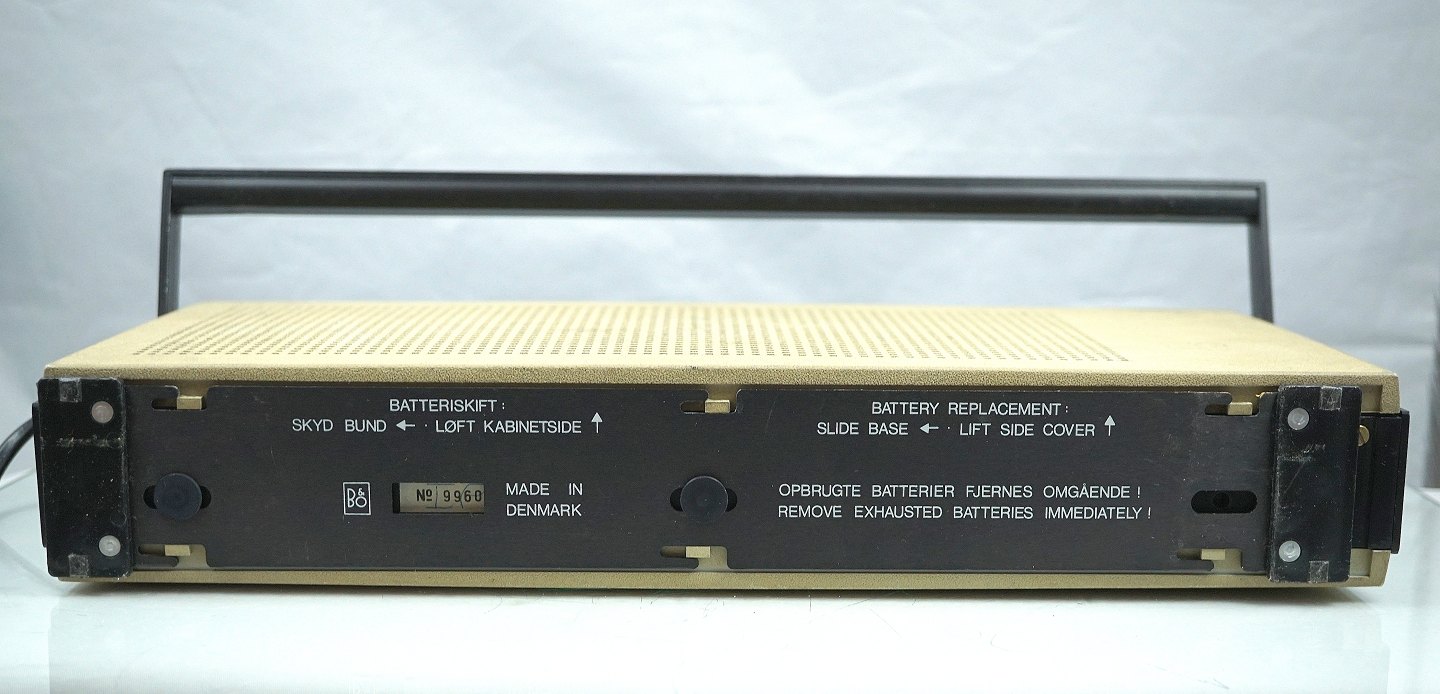 BATTERISKIFT:
SKYD BUND ← · LØFT KABINETSIDE ↑
BATTERY REPLACEMENT:
SLIDE BASE ← · LIFT SIDE COVER ↑
B&O
Nº 9960
MADE IN
DENMARK
OPBRUGTE BATTERIER FJERNES OMGÅENDE !
REMOVE EXHAUSTED BATTERIES IMMEDIATELY !